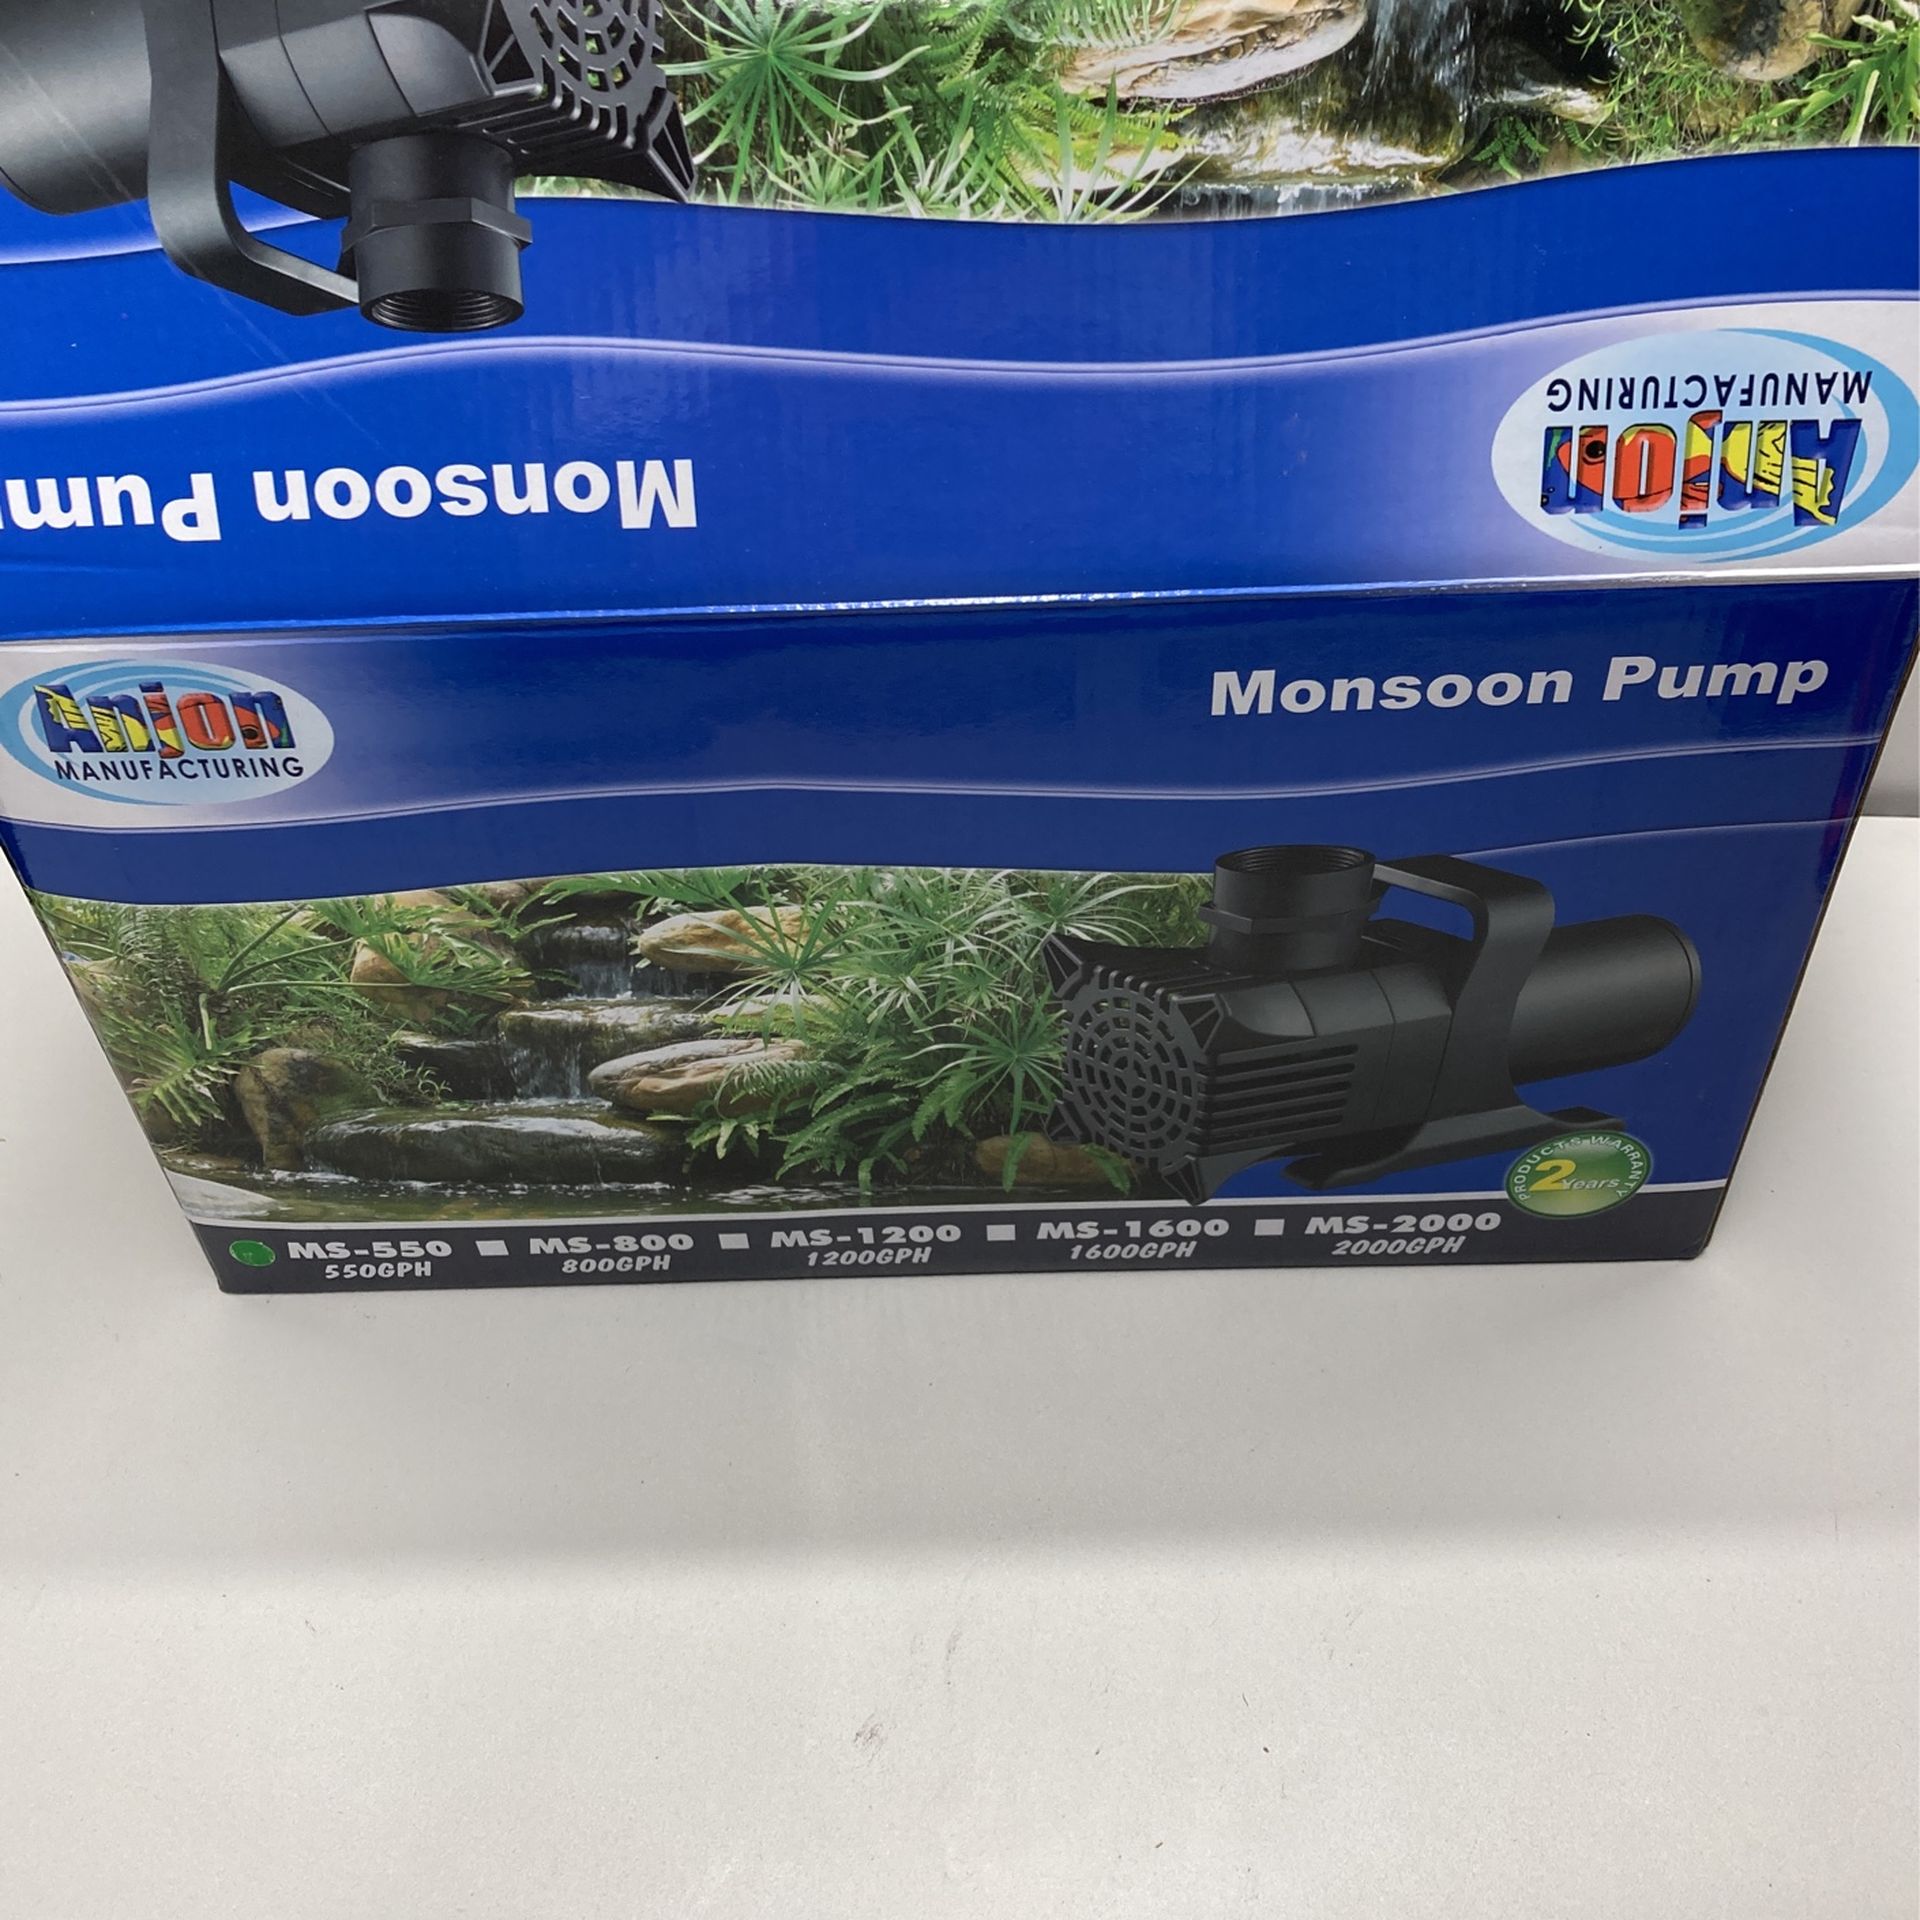 Monsoon Pum
Anjon
MANUFACTURING
Anjon
MANUFACTURING
Monsoon Pump
PRODUCTS WARRANTY
2 Years
MS-550 MS-800 MS-1200 MS-1600 MS-2000
550GPH 800GPH 1200GPH 1600GPH 2000GPH